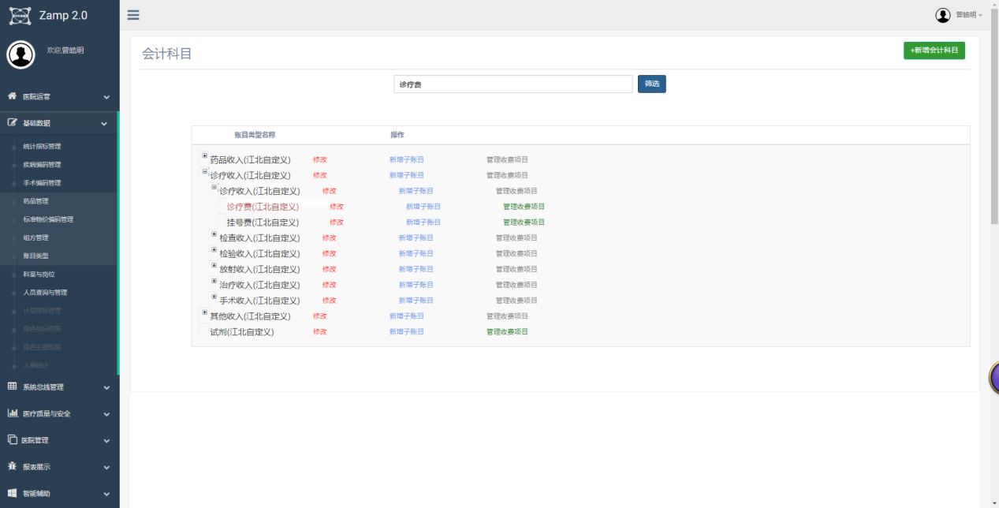 Zamp 2.0
曾皓明
欢迎,曾皓明
医院运营
基础数据
统计指标管理
疾病编码管理
手术编码管理
药品管理
标准物价编码管理
组方管理
账目类型
科室与岗位
人员查询与管理
计算指标管理
角色指标权限
角色主题权限
人事统计
系统总线管理
医疗质量与安全
医院管理
报表展示
智能辅助
会计科目
+新增会计科目
诊疗费 筛选
账目类型名称 操作
药品收入(江北自定义) 修改 新增子账目 管理收费项目
诊疗收入(江北自定义) 修改 新增子账目 管理收费项目
诊疗收入(江北自定义) 修改 新增子账目 管理收费项目
诊疗费(江北自定义) 修改 新增子账目 管理收费项目
挂号费(江北自定义) 修改 新增子账目 管理收费项目
检查收入(江北自定义) 修改 新增子账目 管理收费项目
检验收入(江北自定义) 修改 新增子账目 管理收费项目
放射收入(江北自定义) 修改 新增子账目 管理收费项目
治疗收入(江北自定义) 修改 新增子账目 管理收费项目
手术收入(江北自定义) 修改 新增子账目 管理收费项目
其他收入(江北自定义) 修改 新增子账目 管理收费项目
试剂(江北自定义) 修改 新增子账目 管理收费项目